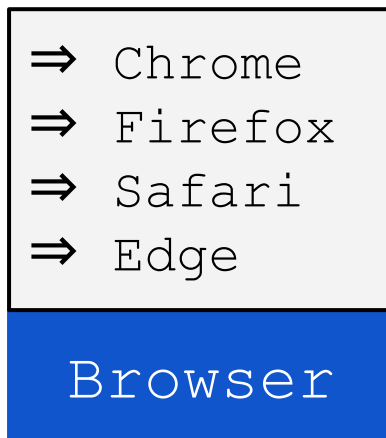 ⇒ Chrome
⇒ Firefox
⇒ Safari
⇒ Edge
Browser